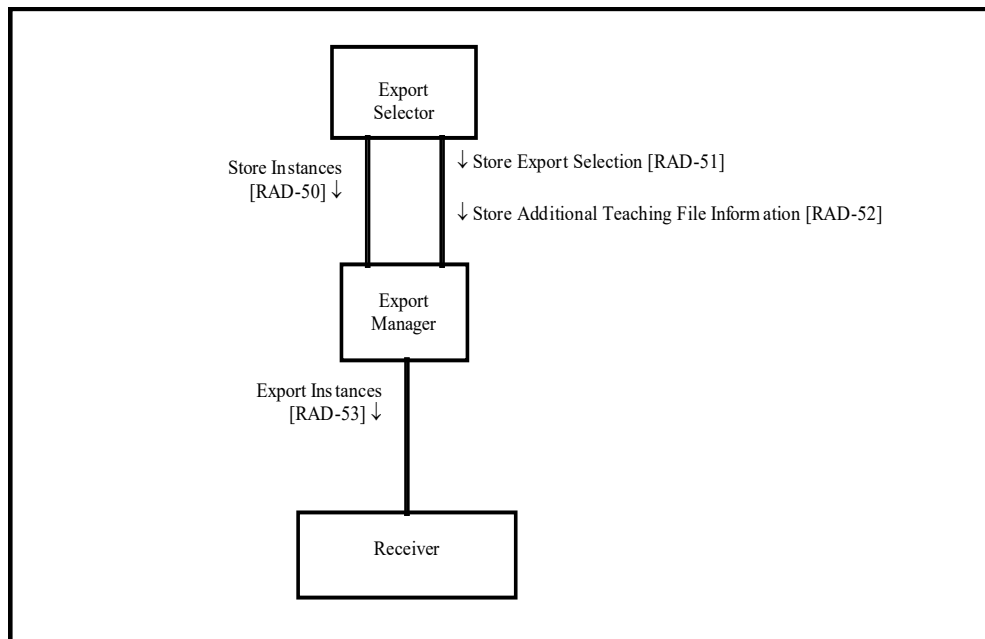 Export
Selector
Store Instances
[RAD-50] ↓
↓ Store Export Selection [RAD-51]
↓ Store Additional Teaching File Information [RAD-52]
Export
Manager
Export Instances
[RAD-53] ↓
Receiver